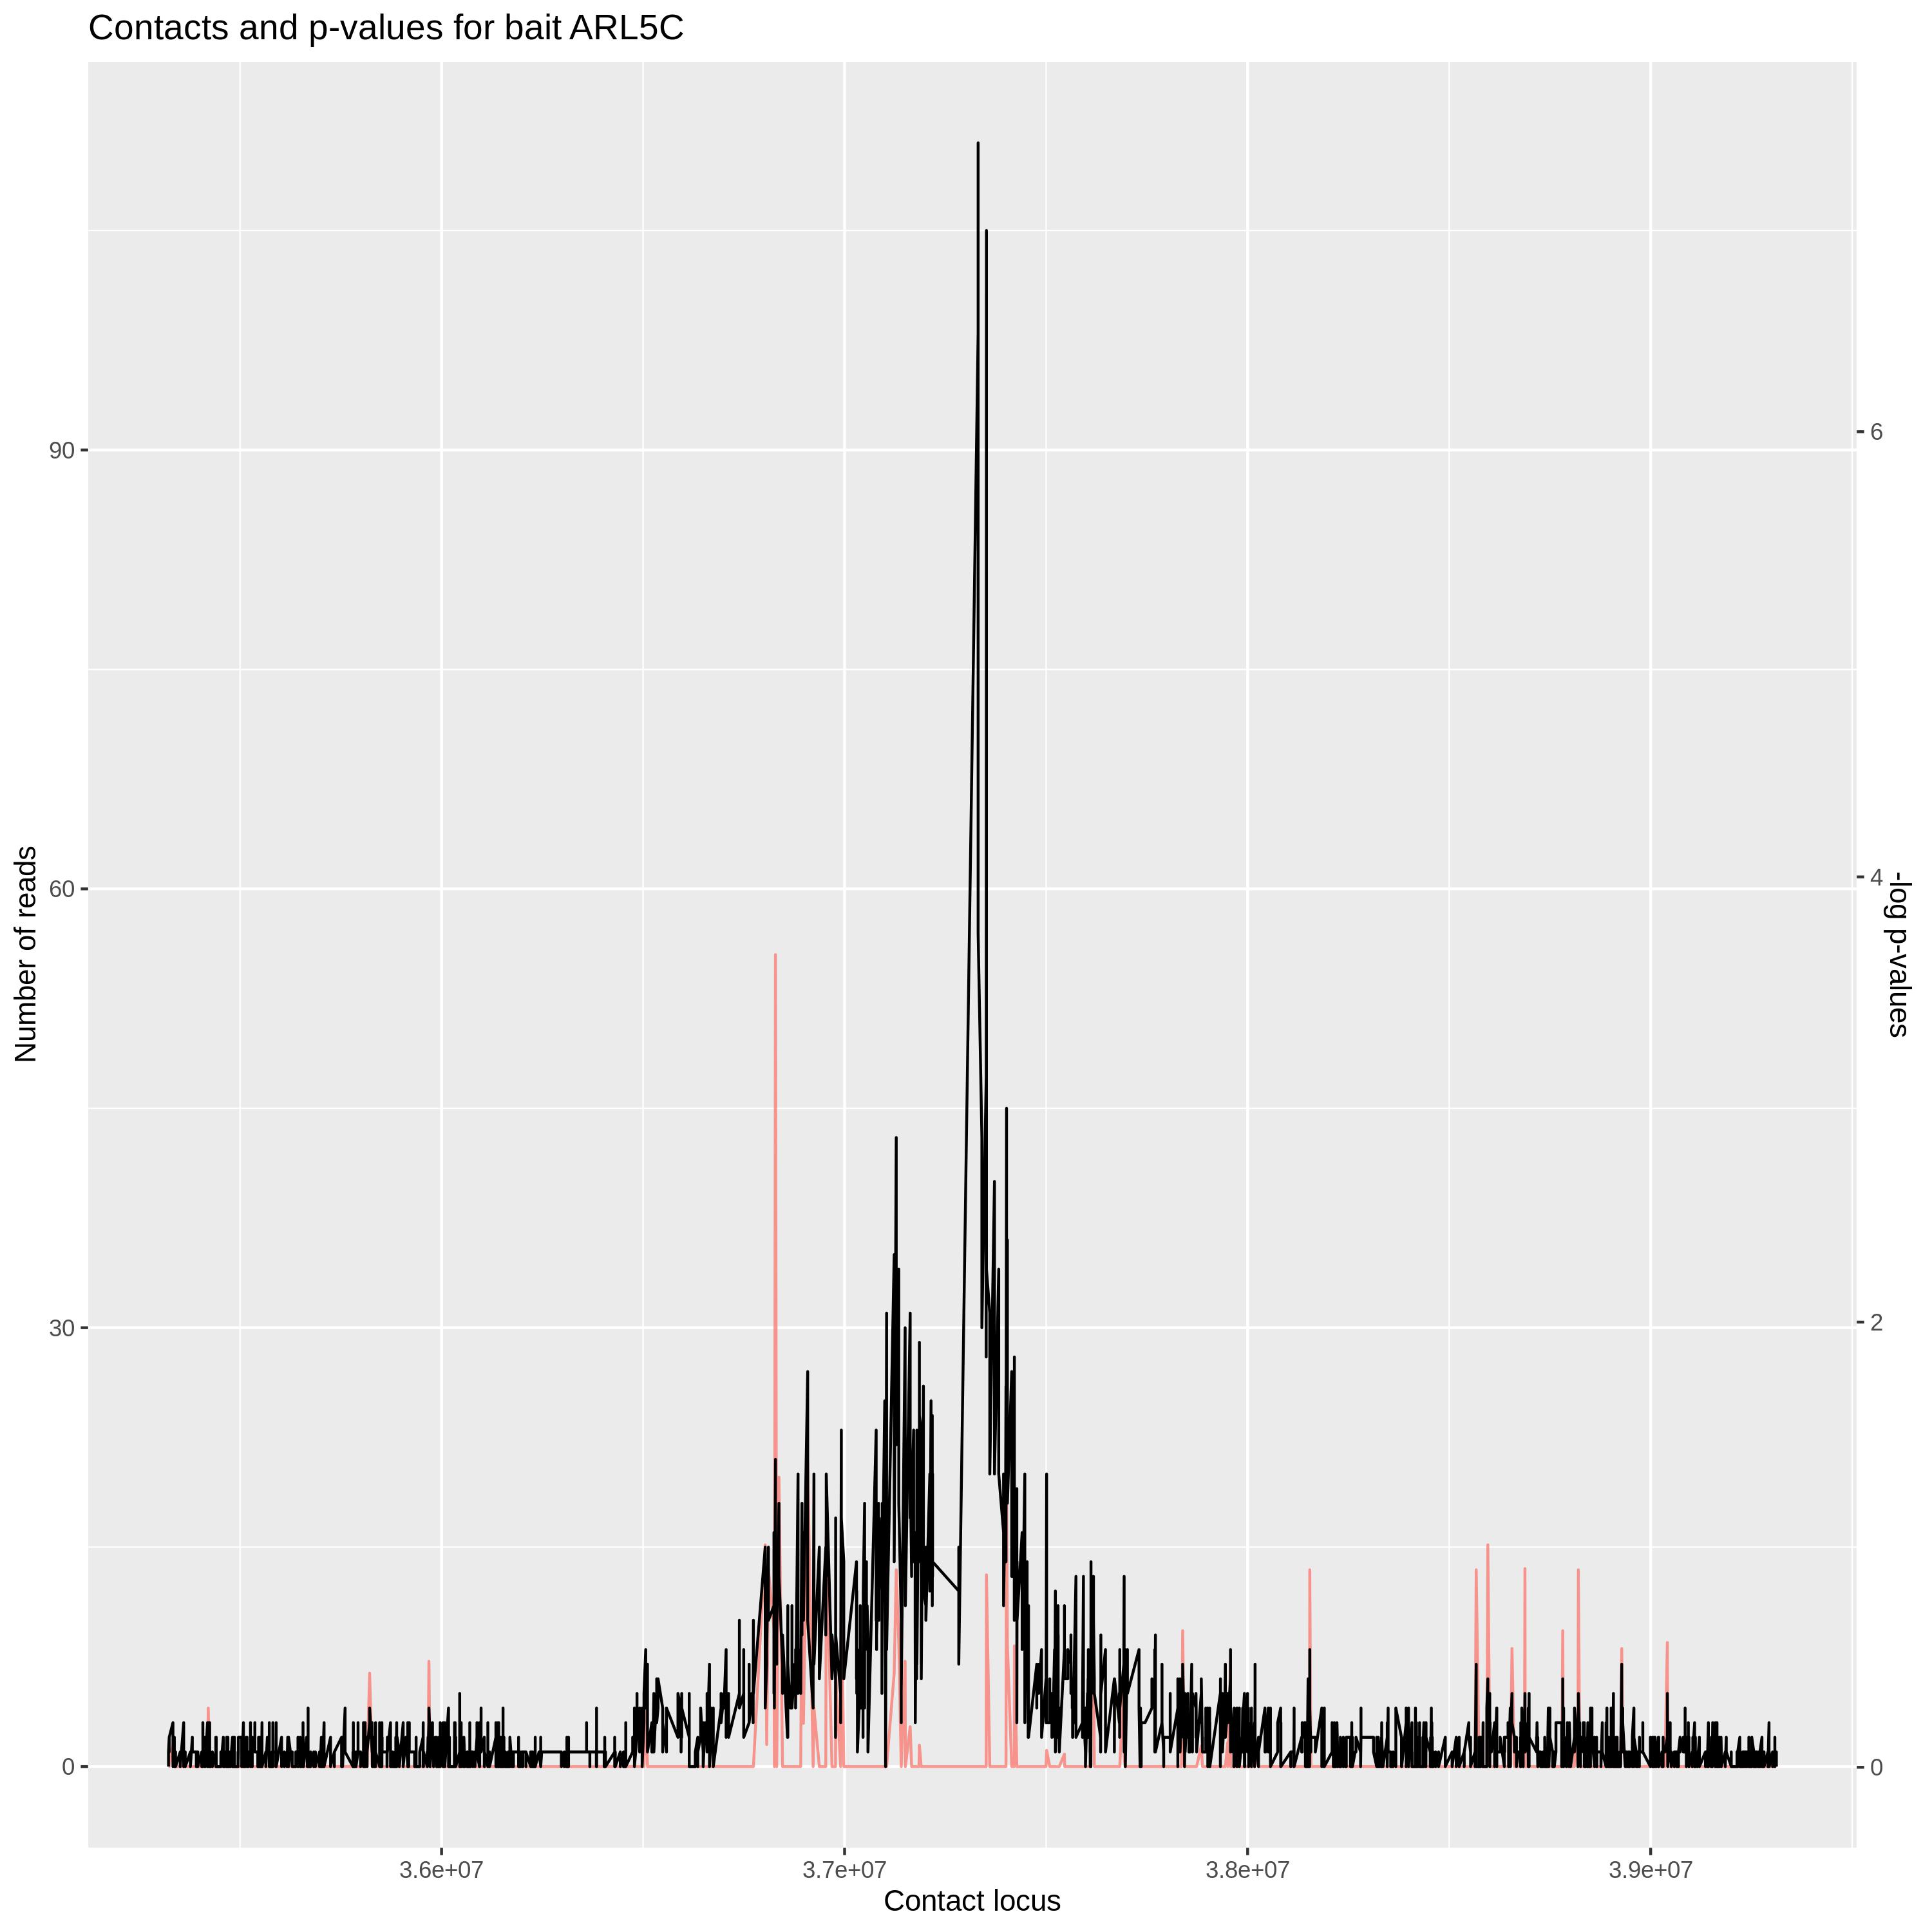 Contacts and p-values for bait ARL5C
90
60
30
0
6
4
2
0
Number of reads
-log p-values
3.6e+07 3.7e+07 3.8e+07 3.9e+07
Contact locus